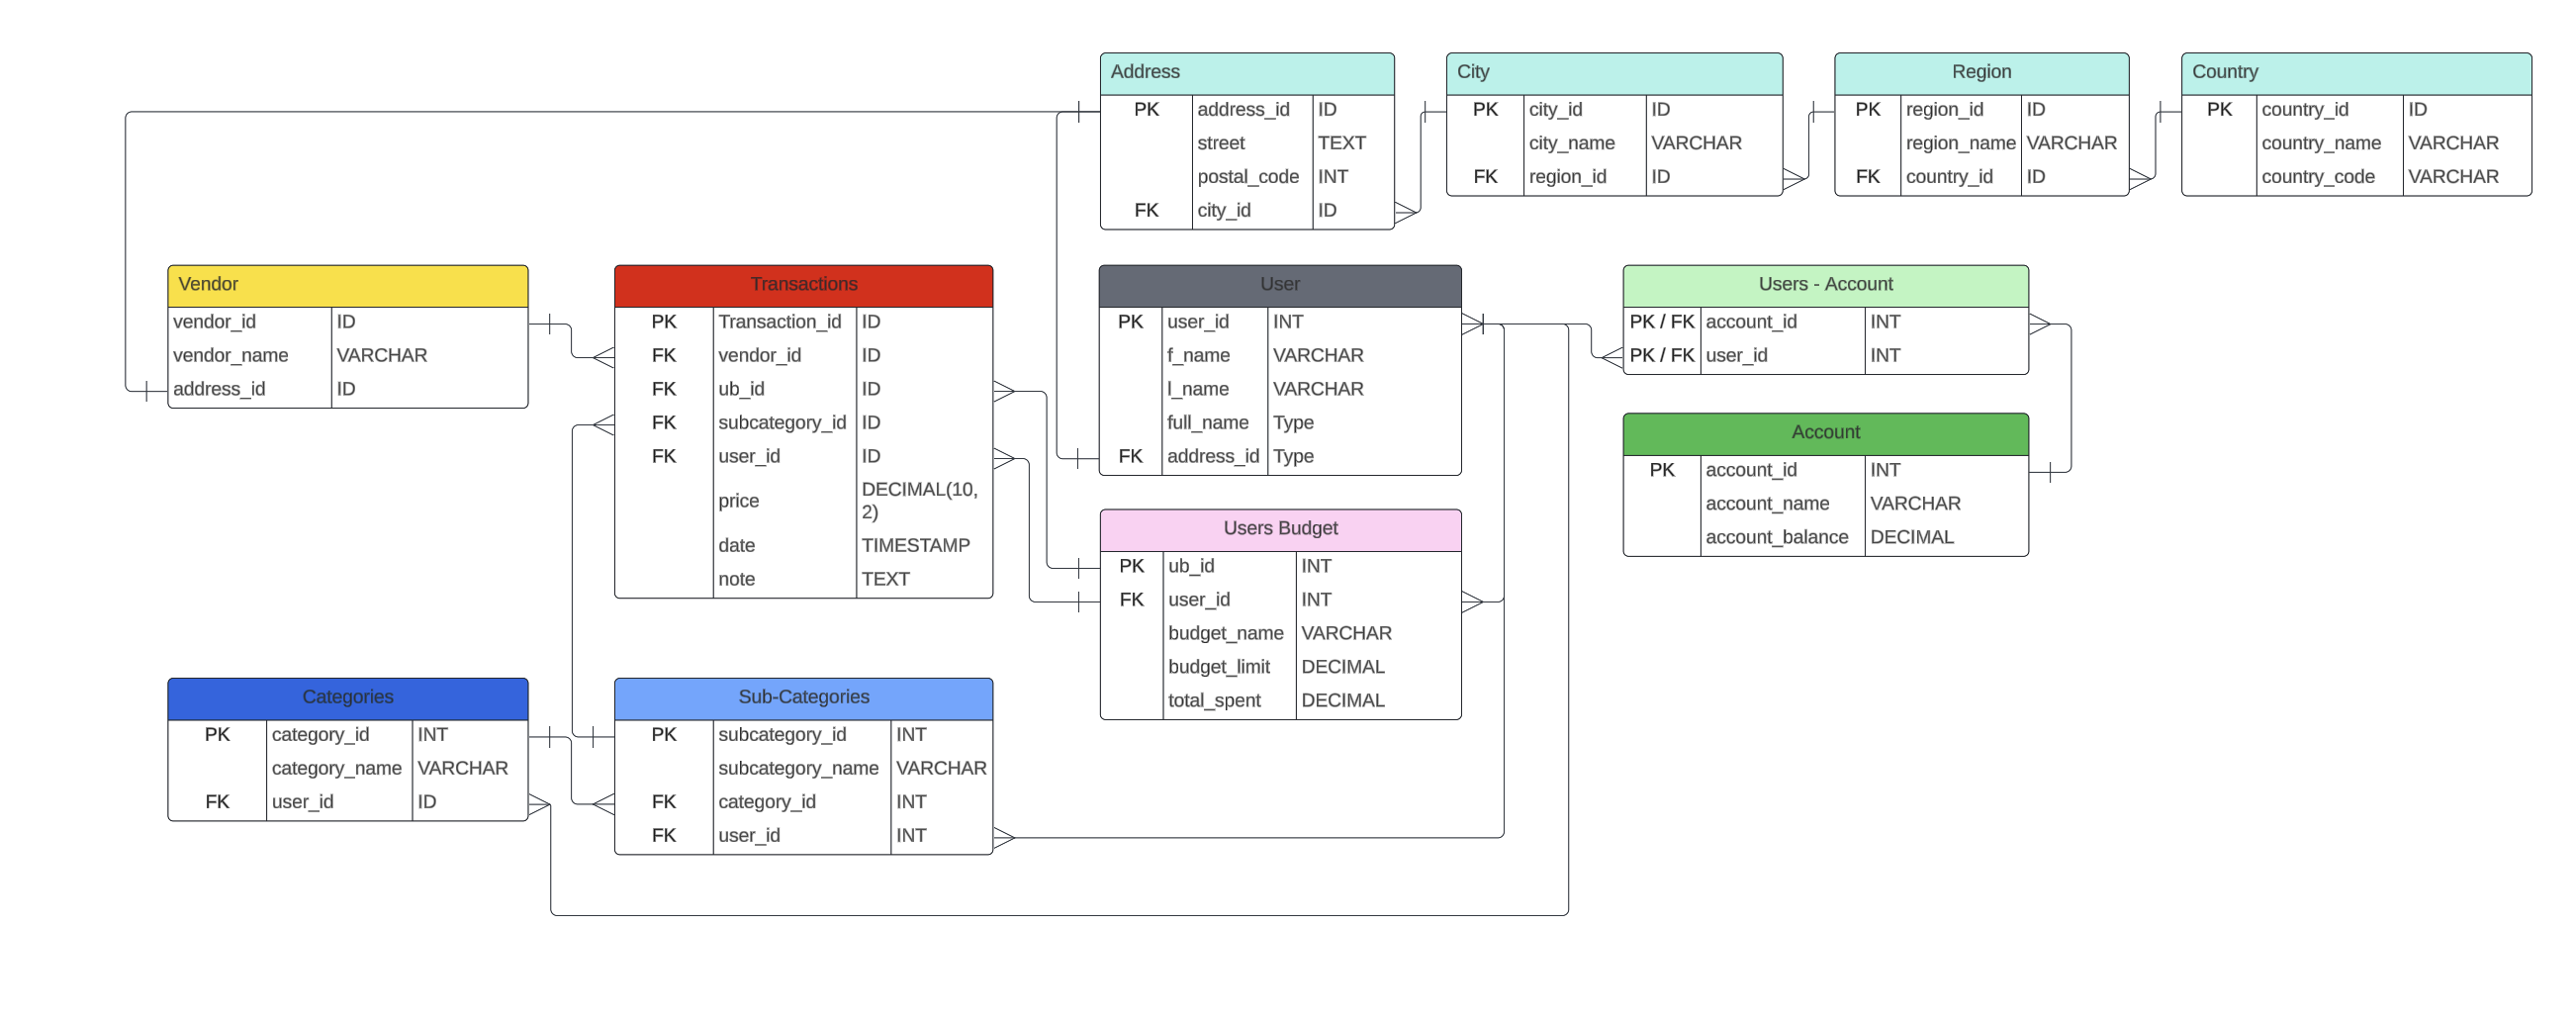 Address
PK address_id ID
street TEXT
postal_code INT
FK city_id ID
City
PK city_id ID
city_name VARCHAR
FK region_id ID
Region
PK region_id ID
region_name VARCHAR
FK country_id ID
Country
PK country_id ID
country_name VARCHAR
country_code VARCHAR
Vendor
vendor_id ID
vendor_name VARCHAR
address_id ID
Transactions
PK Transaction_id ID
FK vendor_id ID
FK ub_id ID
FK subcategory_id ID
FK user_id ID
price DECIMAL(10,
2)
date TIMESTAMP
note TEXT
User
PK user_id INT
f_name VARCHAR
l_name VARCHAR
full_name Type
FK address_id Type
Users - Account
PK / FK account_id INT
PK / FK user_id INT
Account
PK account_id INT
account_name VARCHAR
account_balance DECIMAL
Users Budget
PK ub_id INT
FK user_id INT
budget_name VARCHAR
budget_limit DECIMAL
total_spent DECIMAL
Categories
PK category_id INT
category_name VARCHAR
FK user_id ID
Sub-Categories
PK subcategory_id INT
subcategory_name VARCHAR
FK category_id INT
FK user_id INT